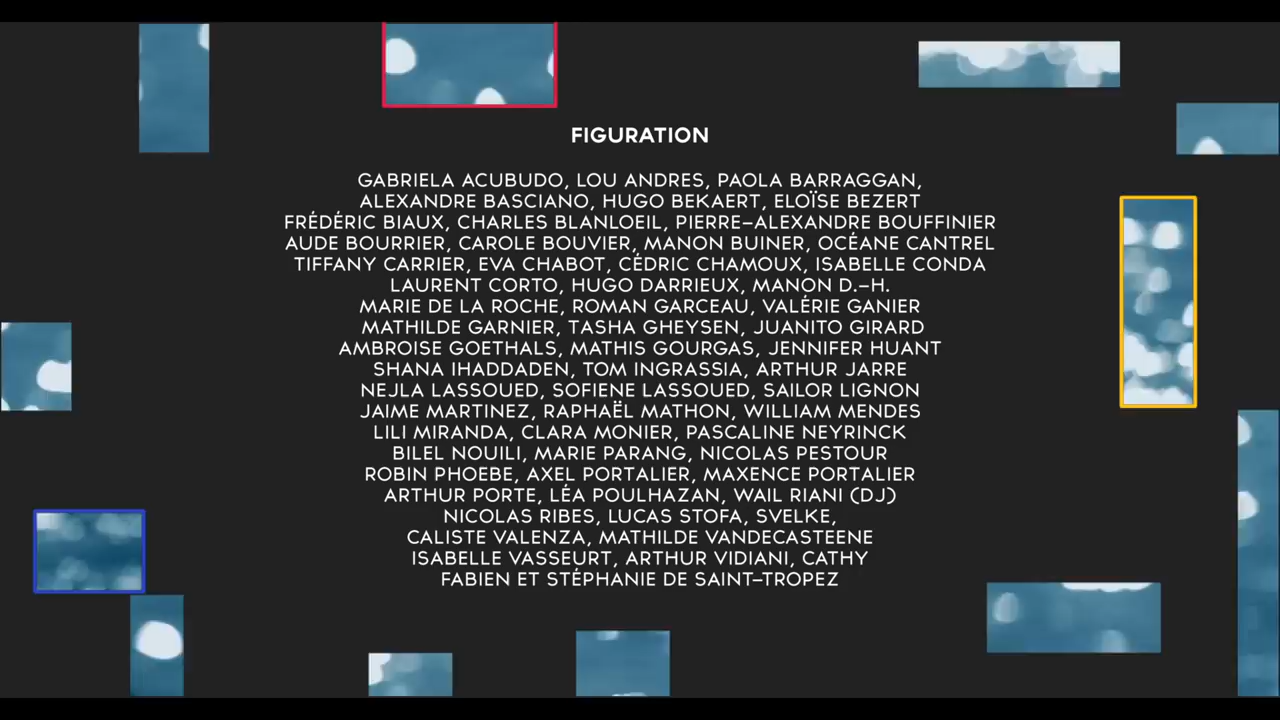 FIGURATION
GABRIELA ACUBUDO, LOU ANDRES, PAOLA BARRAGGAN,
ALEXANDRE BASCIANO, HUGO BEKAERT, ELOÏSE BEZERT
FRÉDÉRIC BIAUX, CHARLES BLANLOEIL, PIERRE–ALEXANDRE BOUFFINIER
AUDE BOURRIER, CAROLE BOUVIER, MANON BUINER, OCÉANE CANTREL
TIFFANY CARRIER, EVA CHABOT, CÉDRIC CHAMOUX, ISABELLE CONDA
LAURENT CORTO, HUGO DARRIEUX, MANON D.–H.
MARIE DE LA ROCHE, ROMAN GARCEAU, VALÉRIE GANIER
MATHILDE GARNIER, TASHA GHEYSEN, JUANITO GIRARD
AMBROISE GOETHALS, MATHIS GOURGAS, JENNIFER HUANT
SHANA IHADDADEN, TOM INGRASSIA, ARTHUR JARRE
NEJLA LASSOUED, SOFIENE LASSOUED, SAILOR LIGNON
JAIME MARTINEZ, RAPHAËL MATHON, WILLIAM MENDES
LILI MIRANDA, CLARA MONIER, PASCALINE NEYRINCK
BILEL NOUILI, MARIE PARANG, NICOLAS PESTOUR
ROBIN PHOEBE, AXEL PORTALIER, MAXENCE PORTALIER
ARTHUR PORTE, LÉA POULHAZAN, WAIL RIANI (DJ)
NICOLAS RIBES, LUCAS STOFA, SVELKE,
CALISTE VALENZA, MATHILDE VANDECASTEENE
ISABELLE VASSEURT, ARTHUR VIDIANI, CATHY
FABIEN ET STÉPHANIE DE SAINT–TROPEZ